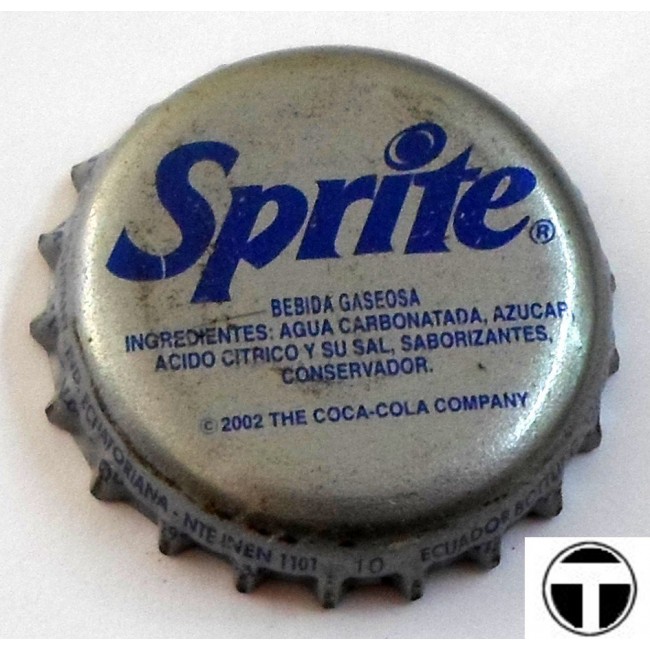 Sprite®
BEBIDA GASEOSA
INGREDIENTES: AGUA CARBONATADA, AZUCAR,
ACIDO CITRICO Y SU SAL, SABORIZANTES,
CONSERVADOR.
© 2002 THE COCA-COLA COMPANY
IND. ECUATORIANA - NTE INEN 1101 10 ECUADOR
T